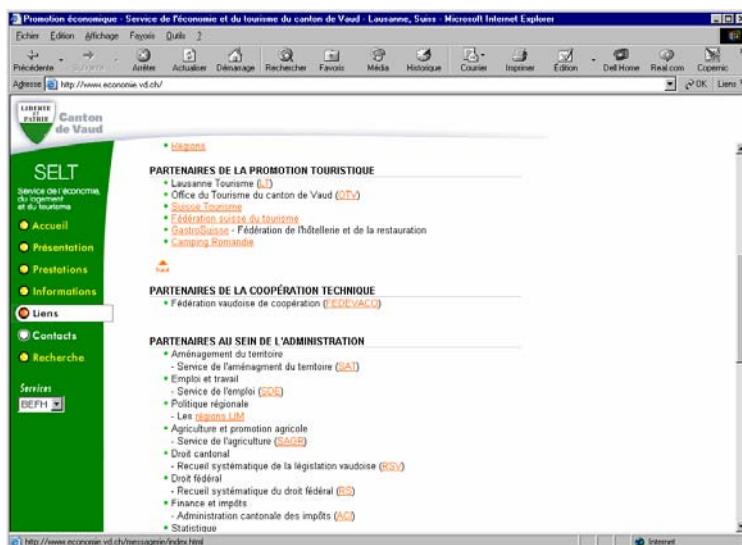 Promotion économique - Service de l'économie et du tourisme du canton de Vaud - Lausanne, Suiss - Microsoft Internet Explorer
Fichier Edition Affichage Favoris Outils ?
Précédente Suivante Arrêter Actualiser Démarrage Rechercher Favoris Média Historique Courrier Imprimer Edition Dell Home Real.com Copernic
Adresse http://www.economie.vd.ch/ OK Liens
LIBERTE
ET
PATRIE
Canton
de Vaud
SELT
Service de l'économie,
du logement
et du tourisme
Accueil
Présentation
Prestations
Informations
Liens
Contacts
Recherche
Services
BEFH
Régions
PARTENAIRES DE LA PROMOTION TOURISTIQUE
Lausanne Tourisme (LT)
Office du Tourisme du canton de Vaud (OTV)
Suisse Tourisme
Fédération suisse du tourisme
GastroSuisse - Fédération de l'hôtellerie et de la restauration
Camping Romandie
haut
PARTENAIRES DE LA COOPÉRATION TECHNIQUE
Fédération vaudoise de coopération (FEDEVACO)
PARTENAIRES AU SEIN DE L'ADMINISTRATION
Aménagement du territoire
- Service de l'aménagment du territoire (SAT)
Emploi et travail
- Service de l'emploi (SDE)
Politique régionale
- Les régions LIM
Agriculture et promotion agricole
- Service de l'agriculture (SAGR)
Droit cantonal
- Recueil systématique de la législation vaudoise (RSV)
Droit fédéral
- Recueil systématique du droit fédéral (RS)
Finance et impôts
- Administration cantonale des impôts (ACI)
Statistique
http://www.economie.vd.ch/messagerie/index.html Internet